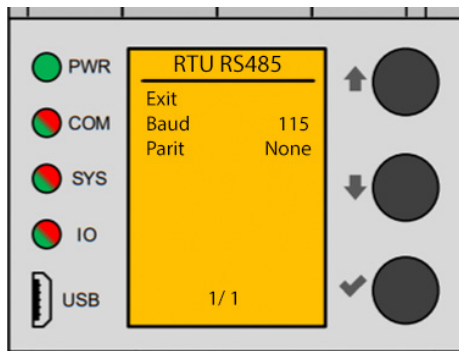 PWR
COM
SYS
IO
USB
RTU RS485
Exit
Baud 115
Parit None
1/ 1